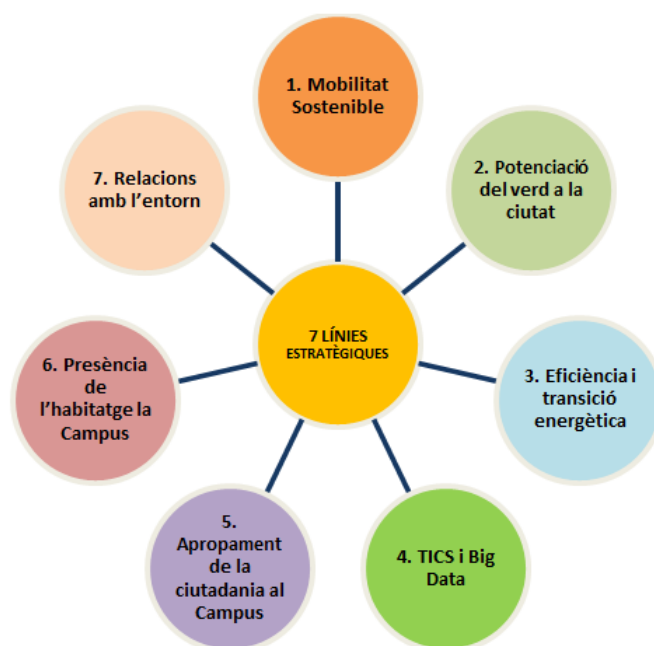 1. Mobilitat
Sostenible
2. Potenciació
del verd a la
ciutat
3. Eficiència i
transició
energètica
4. TICS i Big
Data
5.
Apropament
de la
ciutadania al
Campus
6. Presència
de
l'habitatge la
Campus
7. Relacions
amb l'entorn
7 LÍNIES
ESTRATÈGIQUES